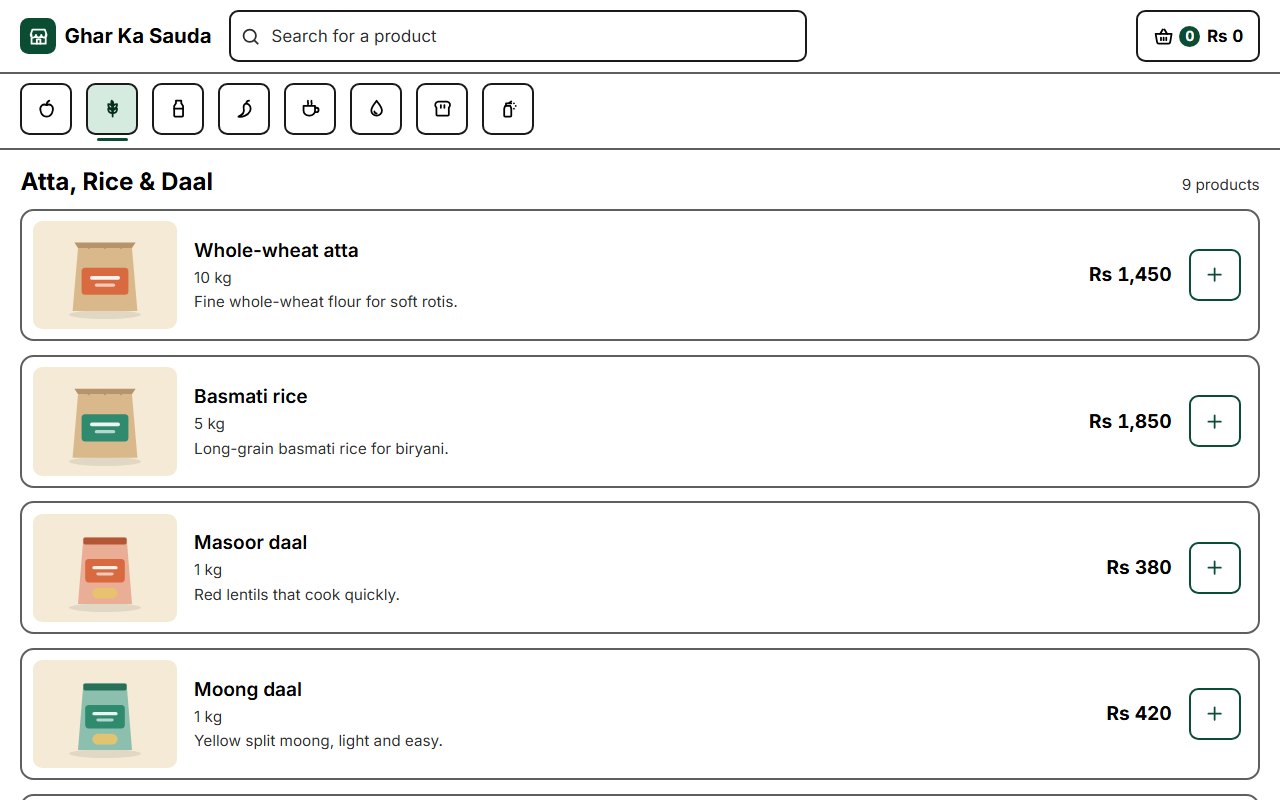 Ghar Ka Sauda
Search for a product
0 Rs 0
Atta, Rice & Daal
9 products
Whole-wheat atta
10 kg
Fine whole-wheat flour for soft rotis.
Rs 1,450
Basmati rice
5 kg
Long-grain basmati rice for biryani.
Rs 1,850
Masoor daal
1 kg
Red lentils that cook quickly.
Rs 380
Moong daal
1 kg
Yellow split moong, light and easy.
Rs 420